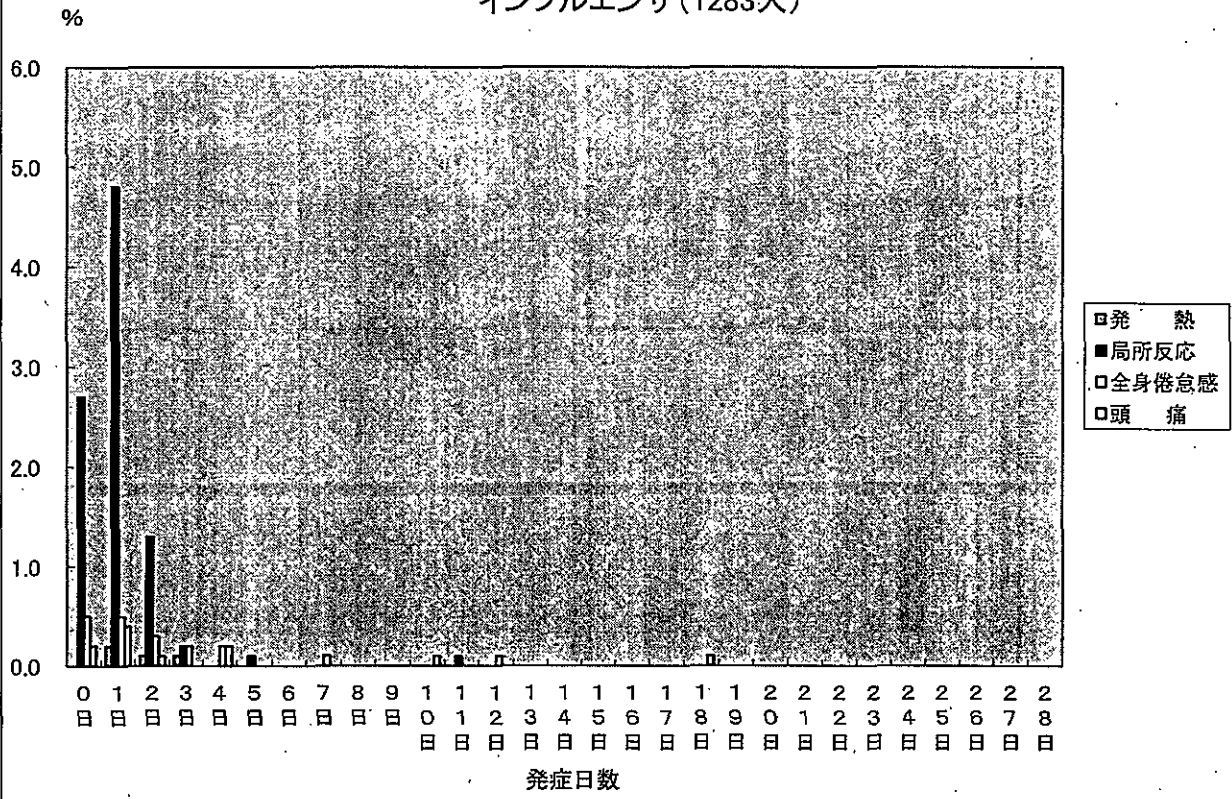 インフルエンザ(1283人)
%
6.0
5.0
4.0
3.0
2.0
1.0
0.0
0日
1日
2日
3日
4日
5日
6日
7日
8日
9日
10日
11日
12日
13日
14日
15日
16日
17日
18日
19日
20日
21日
22日
23日
24日
25日
26日
27日
28日
発症日数
発 熱
局所反応
全身倦怠感
頭 痛